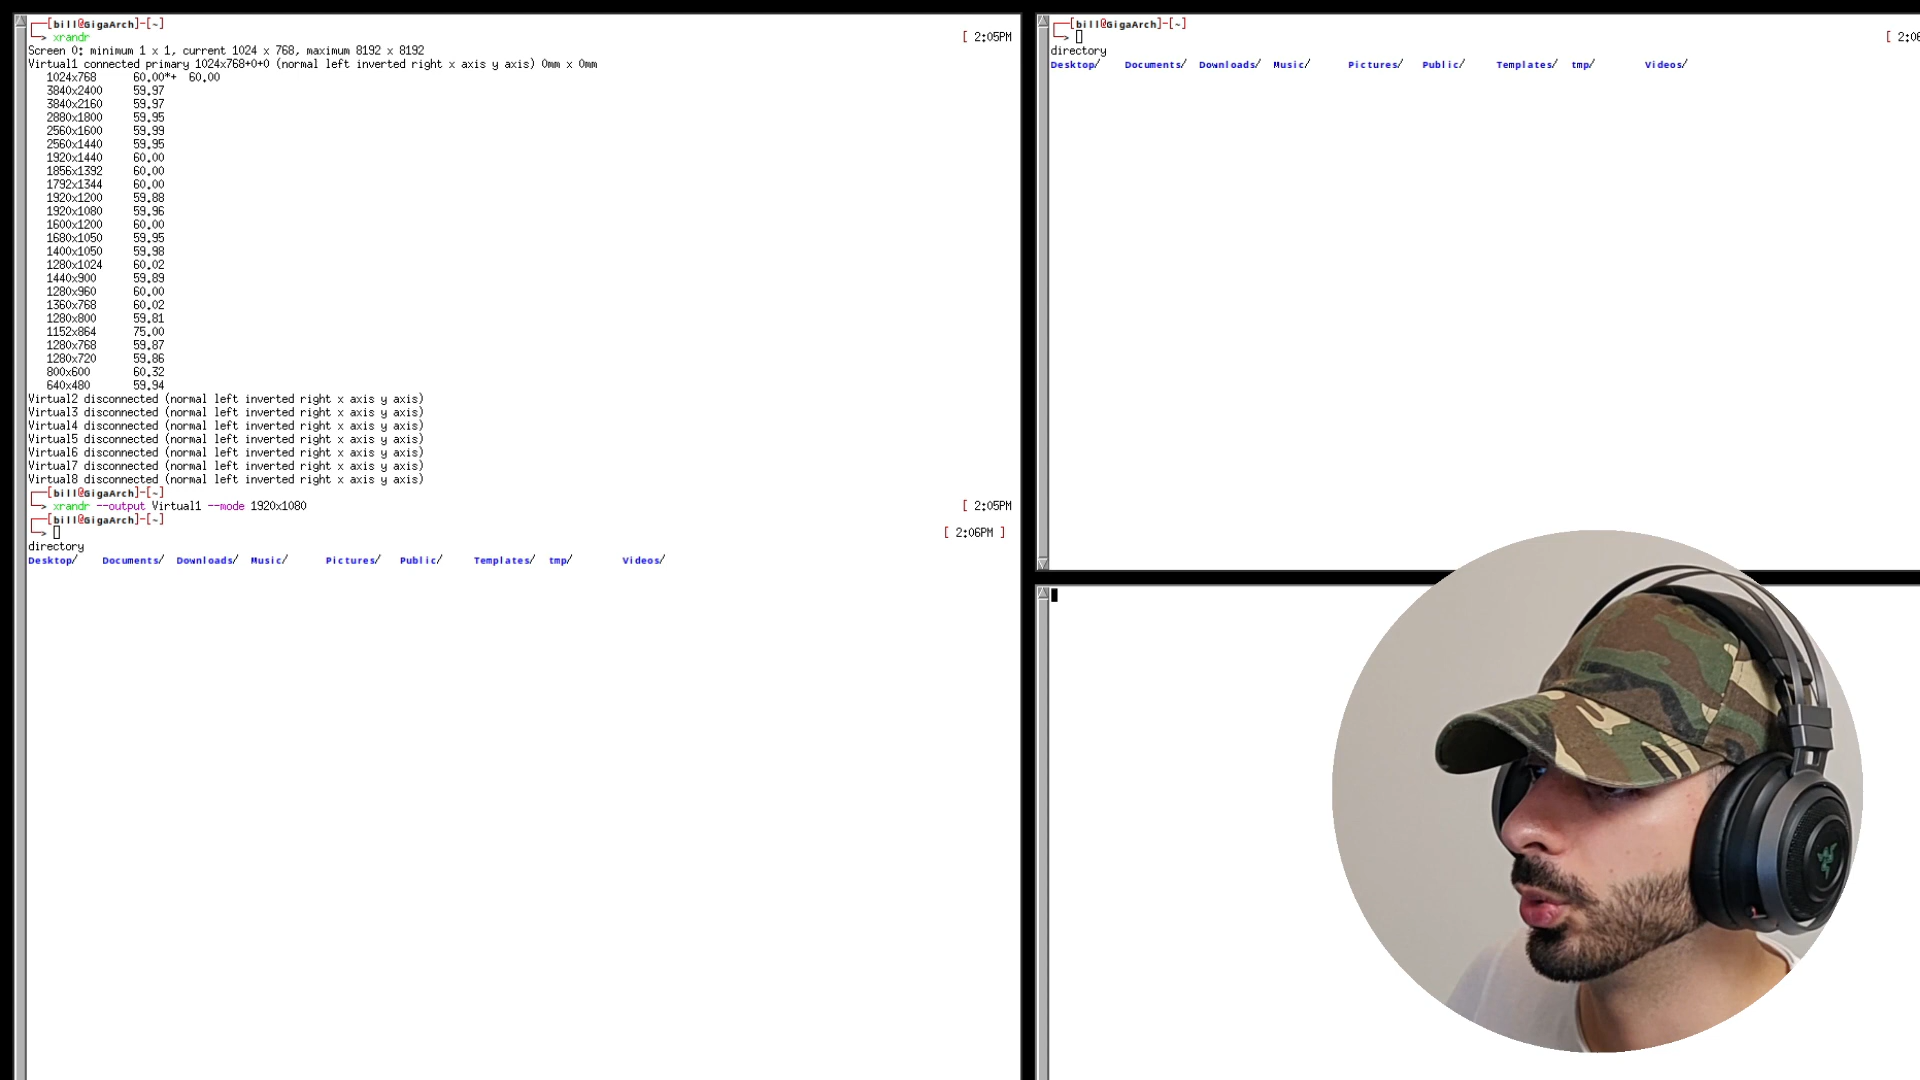 [bill@GigaArch]-[~]
> xrandr [ 2:05PM
Screen 0: minimum 1 x 1, current 1024 x 768, maximum 8192 x 8192
Virtual1 connected primary 1024x768+0+0 (normal left inverted right x axis y axis) 0mm x 0mm
1024x768 60.00*+ 60.00
3840x2400 59.97
3840x2160 59.97
2880x1800 59.95
2560x1600 59.99
2560x1440 59.95
1920x1440 60.00
1856x1392 60.00
1792x1344 60.00
1920x1200 59.88
1920x1080 59.96
1600x1200 60.00
1680x1050 59.95
1400x1050 59.98
1280x1024 60.02
1440x900 59.89
1280x960 60.00
1360x768 60.02
1280x800 59.81
1152x864 75.00
1280x768 59.87
1280x720 59.86
800x600 60.32
640x480 59.94
Virtual2 disconnected (normal left inverted right x axis y axis)
Virtual3 disconnected (normal left inverted right x axis y axis)
Virtual4 disconnected (normal left inverted right x axis y axis)
Virtual5 disconnected (normal left inverted right x axis y axis)
Virtual6 disconnected (normal left inverted right x axis y axis)
Virtual7 disconnected (normal left inverted right x axis y axis)
Virtual8 disconnected (normal left inverted right x axis y axis)
[bill@GigaArch]-[~]
> xrandr --output Virtual1 --mode 1920x1080 [ 2:05PM
[bill@GigaArch]-[~]
> [ 2:06PM ]
directory
Desktop/ Documents/ Downloads/ Music/ Pictures/ Public/ Templates/ tmp/ Videos/
[bill@GigaArch]-[~]
> [ 2:06
directory
Desktop/ Documents/ Downloads/ Music/ Pictures/ Public/ Templates/ tmp/ Videos/